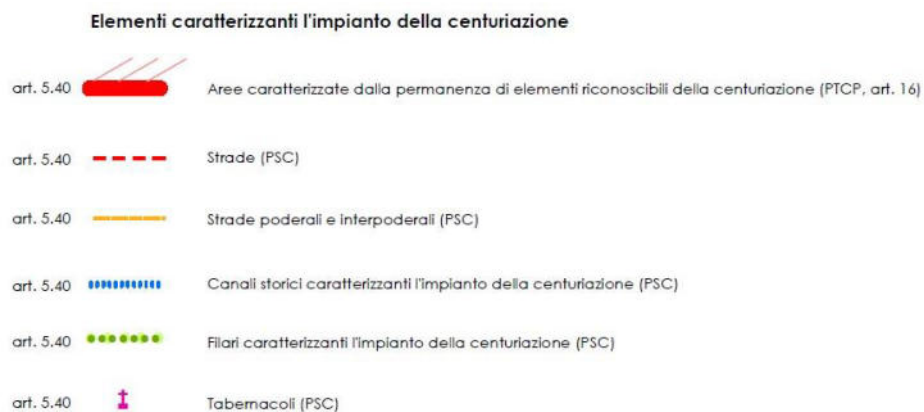 Elementi caratterizzanti l'impianto della centuriazione
art. 5.40 Aree caratterizzate dalla permanenza di elementi riconoscibili della centuriazione (PTCP, art. 16)
art. 5.40 Strade (PSC)
art. 5.40 Strade poderali e interpoderali (PSC)
art. 5.40 Canali storici caratterizzanti l'impianto della centuriazione (PSC)
art. 5.40 Filari caratterizzanti l'impianto della centuriazione (PSC)
art. 5.40 Tabernacoli (PSC)